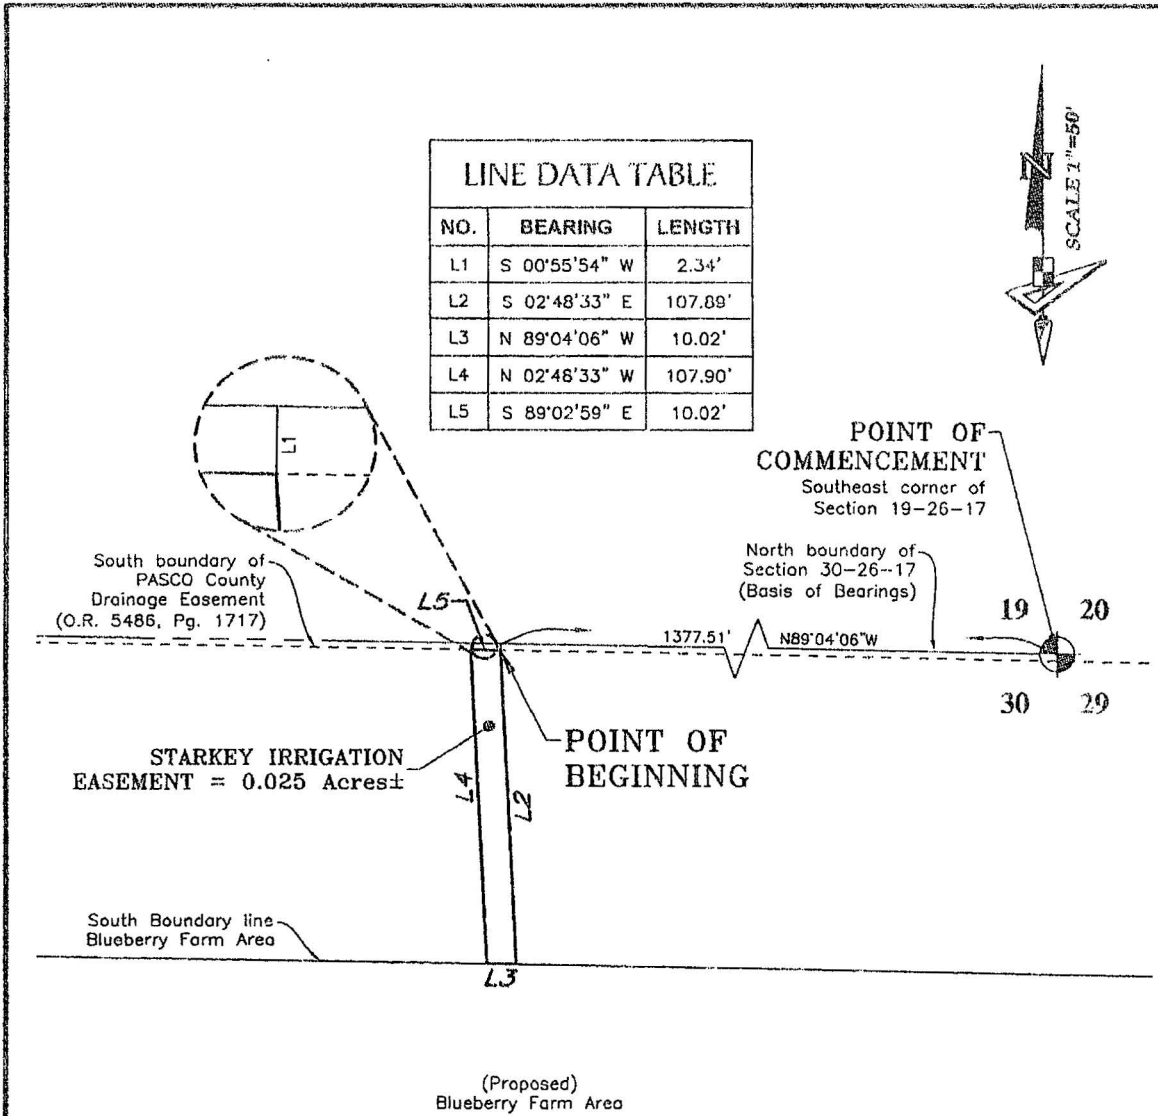 LINE DATA TABLE
NO. BEARING LENGTH
L1 S 00°55'54" W 2.34'
L2 S 02°48'33" E 107.89'
L3 N 89°04'06" W 10.02'
L4 N 02°48'33" W 107.90'
L5 S 89°02'59" E 10.02'
N
SCALE 1"=50'
L1
POINT OF
COMMENCEMENT
Southeast corner of
Section 19-26-17
South boundary of
PASCO County
Drainage Easement
(O.R. 5486, Pg. 1717)
North boundary of
Section 30-26-17
(Basis of Bearings)
L5
1377.51'
N89°04'06"W
19
20
30
29
STARKEY IRRIGATION
EASEMENT = 0.025 Acres±
L4
L2
POINT OF
BEGINNING
South Boundary line
Blueberry Farm Area
L3
(Proposed)
Blueberry Farm Area